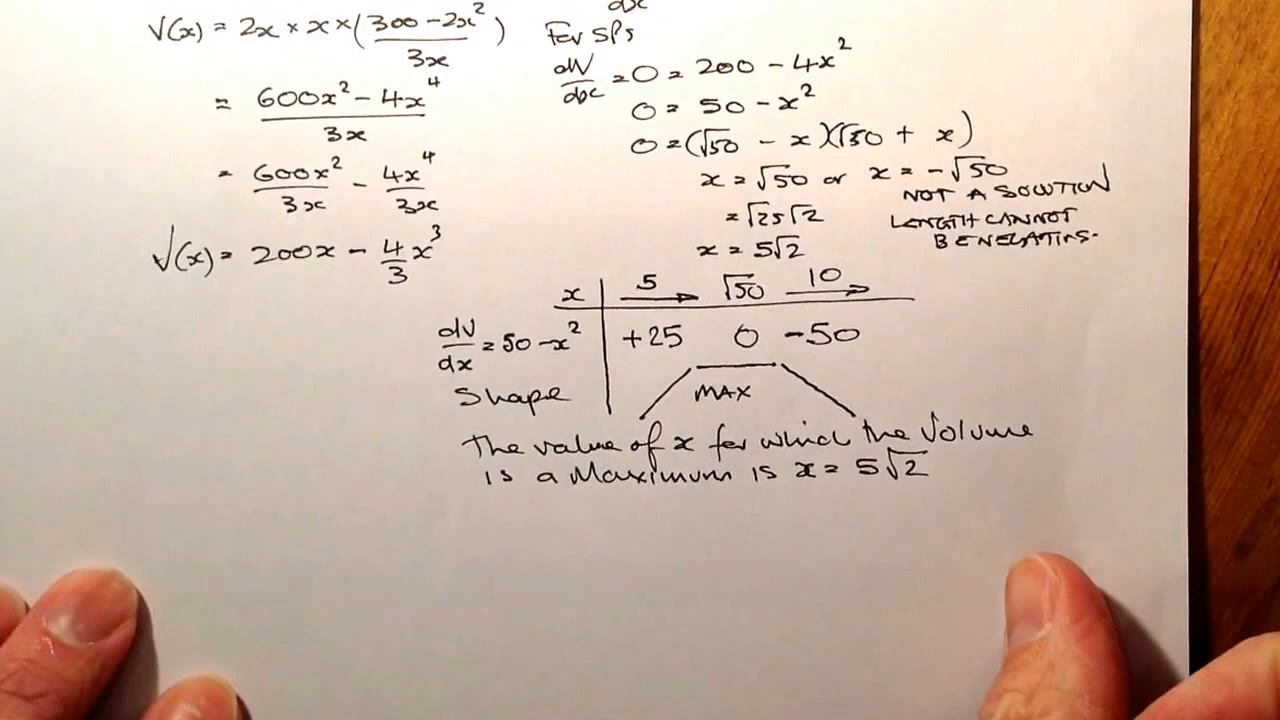 V(x) = 2x × x × (300 - 2x²)/3x
= (600x² - 4x⁴)/3x
= 600x²/3x - 4x⁴/3x
V(x) = 200x - 4/3 x³
dx
For SPs
dV/dx = 0 = 200 - 4x²
0 = 50 - x²
0 = (√50 - x)(√50 + x)
x = √50 or x = -√50
NOT A SOLUTION
= √25√2 LENGTH CANNOT
x = 5√2 BE NEGATIVE.
x | 5 → √50 10 →
dV/dx = 50 - x² | +25 0 -50
Shape MAX
The value of x for which the Volume
is a Maximum is x = 5√2